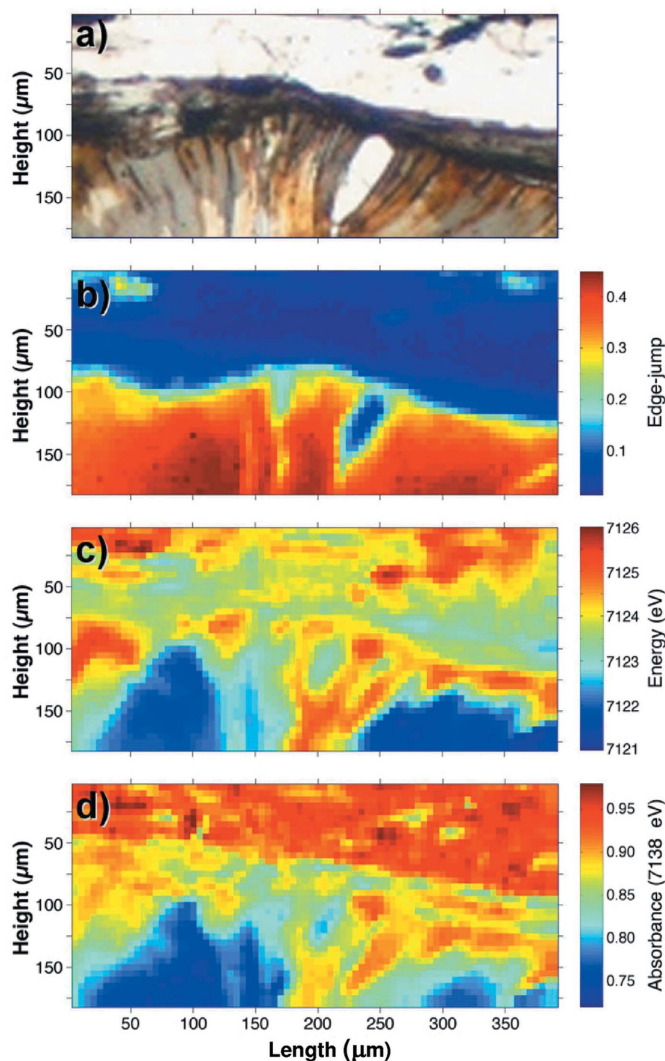 a)
Height (μm)
50
100
150
b)
Height (μm)
50
100
150
0.4
0.3
0.2
0.1
Edge-jump
c)
Height (μm)
50
100
150
7126
7125
7124
7123
7122
7121
Energy (eV)
d)
Height (μm)
50
100
150
0.95
0.90
0.85
0.80
0.75
Absorbance (7138 eV)
50 100 150 200 250 300 350
Length (μm)